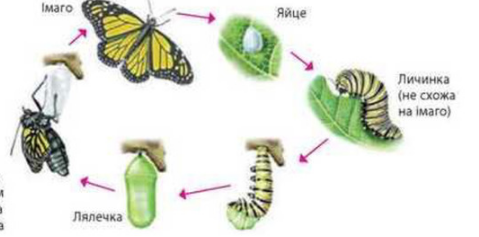 Імаго
Яйце
Личинка
(не схожа
на імаго)
Лялечка